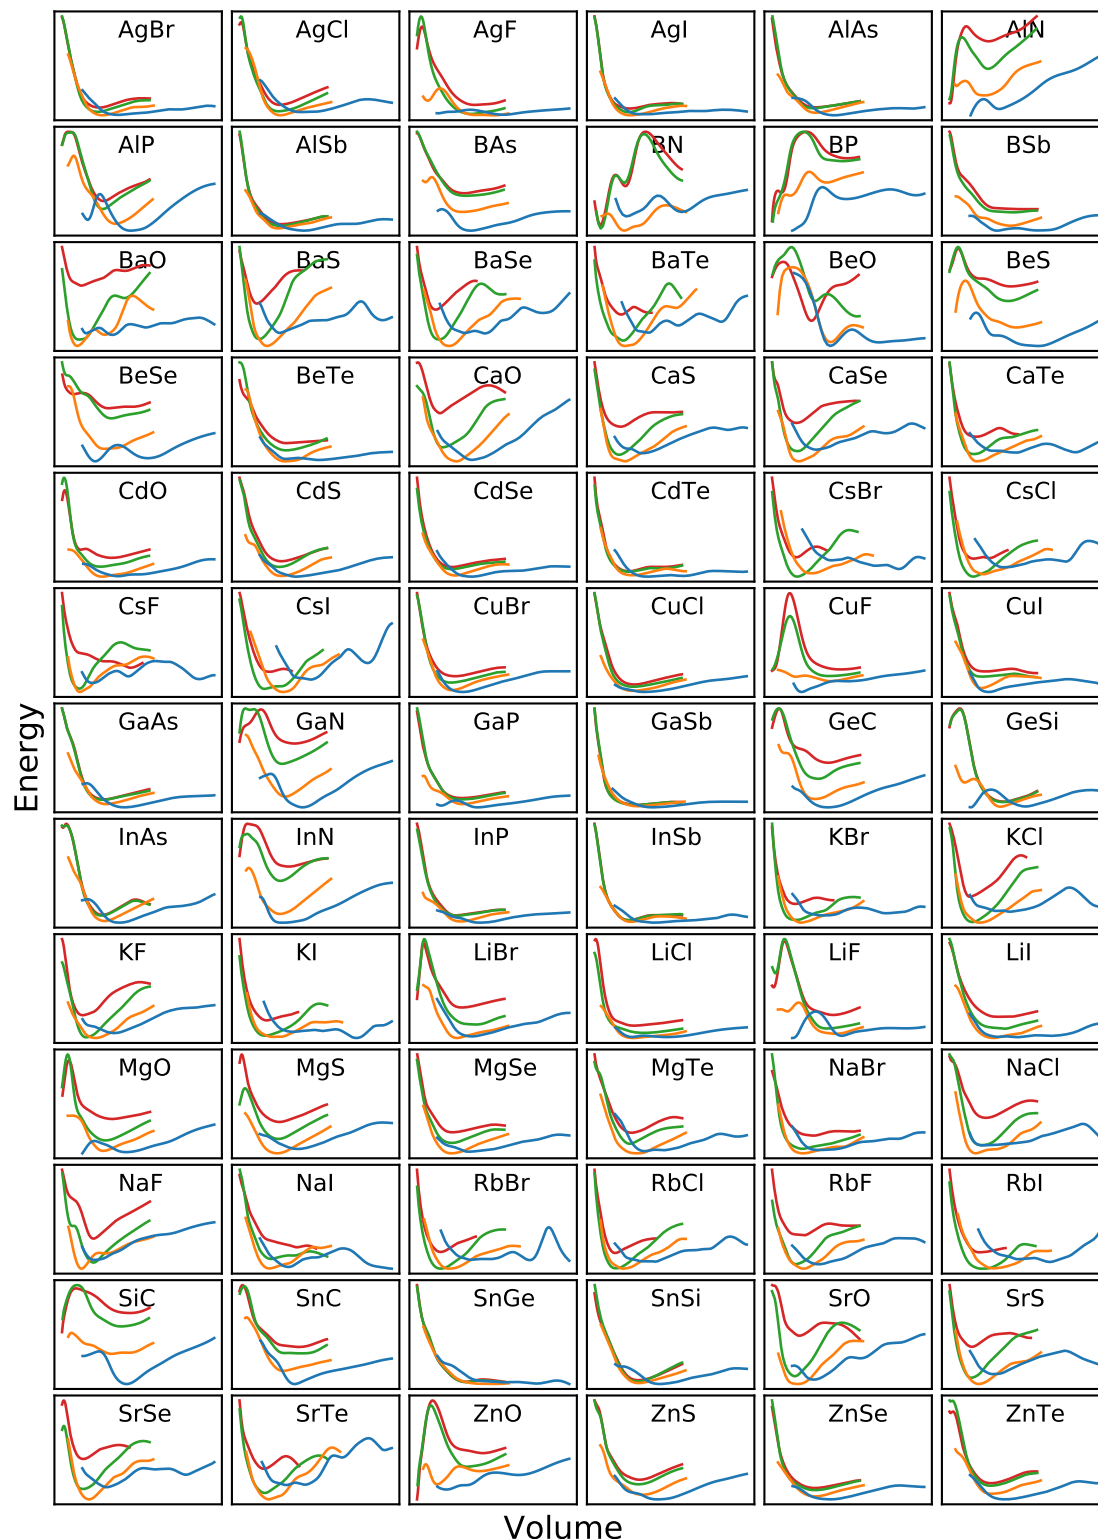 AgBr AgCl AgF AgI AlAs AlN
AlP AlSb BAs BN BP BSb
BaO BaS BaSe BaTe BeO BeS
BeSe BeTe CaO CaS CaSe CaTe
CdO CdS CdSe CdTe CsBr CsCl
CsF CsI CuBr CuCl CuF CuI
GaAs GaN GaP GaSb GeC GeSi
Energy
InAs InN InP InSb KBr KCl
KF KI LiBr LiCl LiF LiI
MgO MgS MgSe MgTe NaBr NaCl
NaF NaI RbBr RbCl RbF RbI
SiC SnC SnGe SnSi SrO SrS
SrSe SrTe ZnO ZnS ZnSe ZnTe
Volume